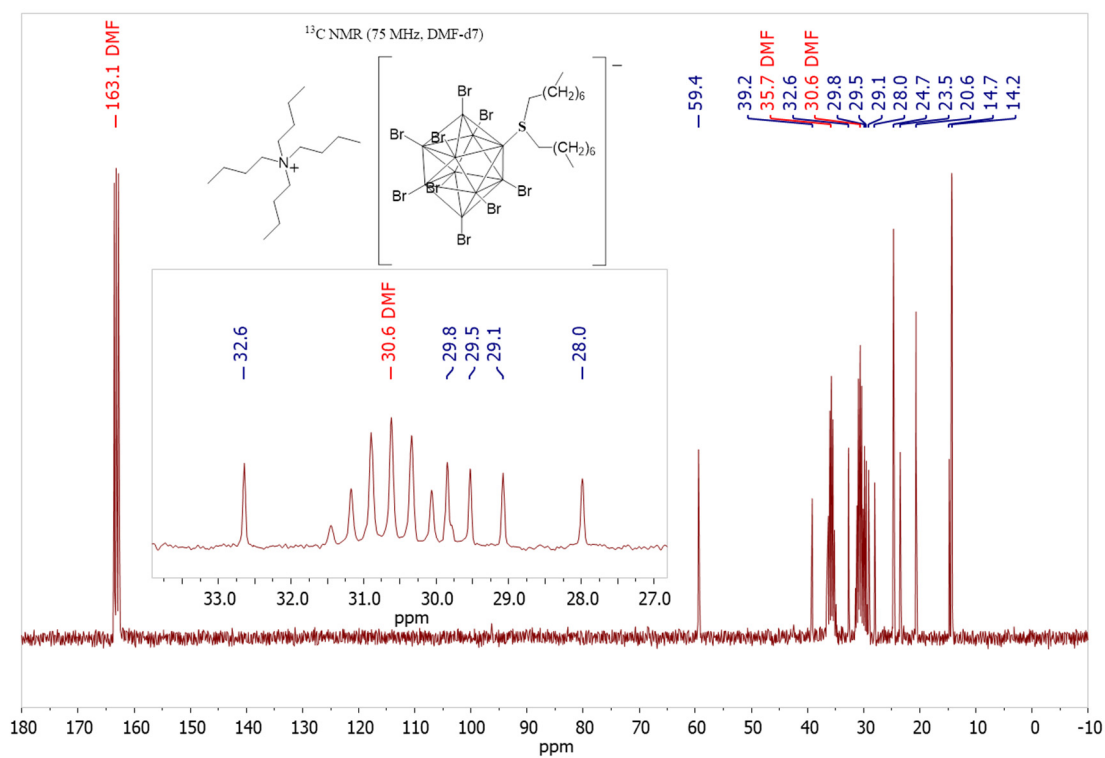 ¹³C NMR (75 MHz, DMF-d7)
163.1 DMF
59.4
39.2
35.7 DMF
32.6
30.6 DMF
29.8
29.5
29.1
28.0
24.7
23.5
20.6
14.7
14.2
N+
−
Br
Br
Br
Br
Br
Br
Br
Br
Br
S
(CH₂)₆
(CH₂)₆
32.6
30.6 DMF
29.8
29.5
29.1
28.0
33.0 32.0 31.0 30.0 29.0 28.0 27.0
ppm
180 170 160 150 140 130 120 110 100 90 80 70 60 50 40 30 20 10 0 -10
ppm